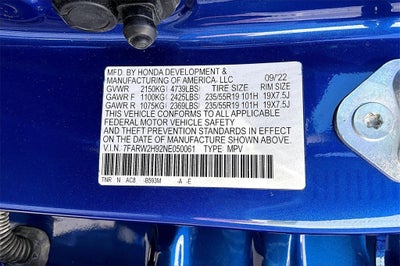 MFD. BY HONDA DEVELOPMENT &
MANUFACTURING OF AMERICA, LLC 09/'22
GVWR 2150KG( 4739LBS) TIRE SIZE RIM SIZE
GAWR F 1100KG( 2425LBS) 235/55R19 101H 19X7.5J
GAWR R 1075KG( 2369LBS) 235/55R19 101H 19X7.5J
THIS VEHICLE CONFORMS TO ALL APPLICABLE
FEDERAL MOTOR VEHICLE SAFETY
AND THEFT PREVENTION STANDARDS IN EFFECT
ON THE DATE OF MANUFACTURE SHOWN ABOVE.
V.I.N. 7FARW2H92NE050061 TYPE MPV
TNR N AC8 -B593M -A -E